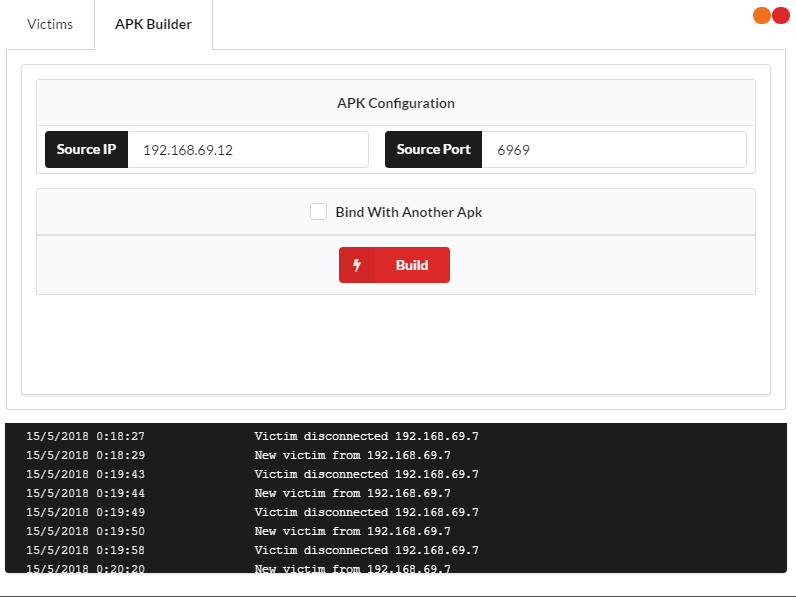 Victims APK Builder
APK Configuration
Source IP 192.168.69.12 Source Port 6969
Bind With Another Apk
Build
15/5/2018 0:18:27 Victim disconnected 192.168.69.7
15/5/2018 0:18:29 New victim from 192.168.69.7
15/5/2018 0:19:43 Victim disconnected 192.168.69.7
15/5/2018 0:19:44 New victim from 192.168.69.7
15/5/2018 0:19:49 Victim disconnected 192.168.69.7
15/5/2018 0:19:50 New victim from 192.168.69.7
15/5/2018 0:19:58 Victim disconnected 192.168.69.7
15/5/2018 0:20:20 New victim from 192.168.69.7